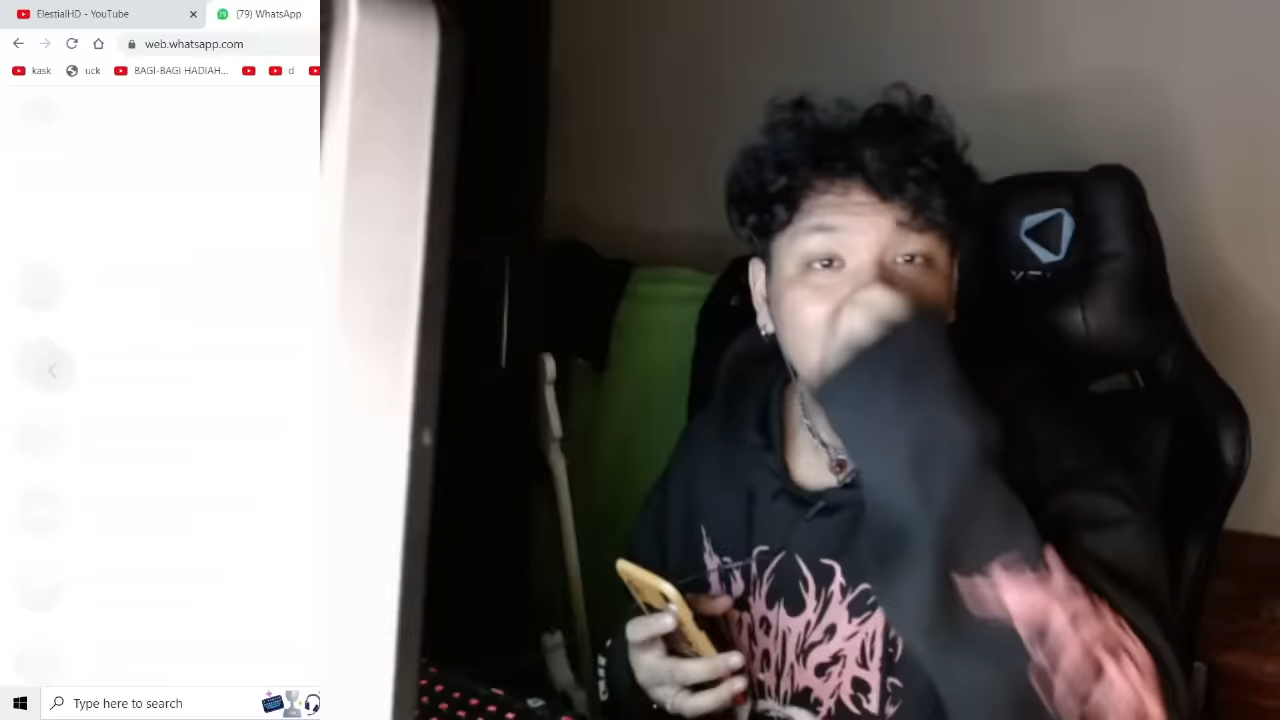 ElestialHD - YouTube
(79) WhatsApp
web.whatsapp.com
kask
uck
BAGI-BAGI HADIAH...
d
Type here to search